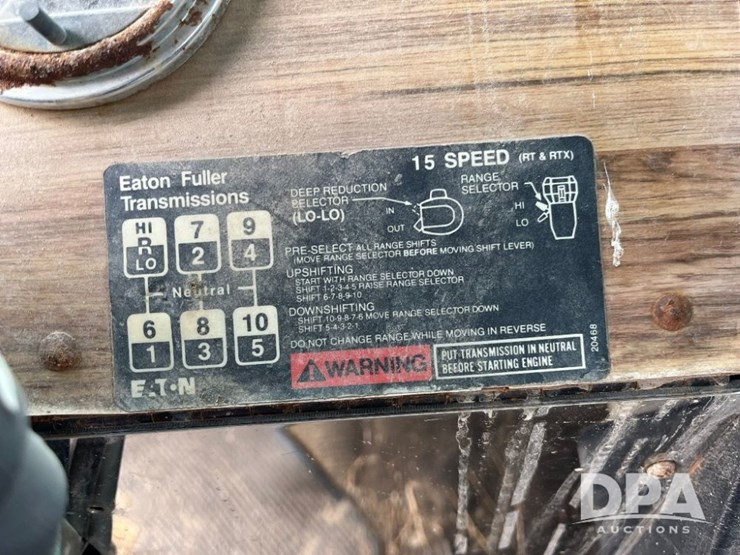 Eaton Fuller
Transmissions
15 SPEED (RT & RTX)
DEEP REDUCTION
SELECTOR
(LO-LO)
IN
OUT
RANGE
SELECTOR
HI
LO
HI
R
LO
7
2
9
4
Neutral
6
1
8
3
10
5
PRE-SELECT ALL RANGE SHIFTS
(MOVE RANGE SELECTOR BEFORE MOVING SHIFT LEVER)
UPSHIFTING
START WITH RANGE SELECTOR DOWN
SHIFT 1-2-3-4-5 RAISE RANGE SELECTOR
SHIFT 6-7-8-9-10
DOWNSHIFTING
SHIFT-10-9-8-7-6 MOVE RANGE SELECTOR DOWN
SHIFT 5-4-3-2-1
DO NOT CHANGE RANGE WHILE MOVING IN REVERSE
WARNING
PUT TRANSMISSION IN NEUTRAL
BEFORE STARTING ENGINE
20468
EATON
DPA
AUCTIONS